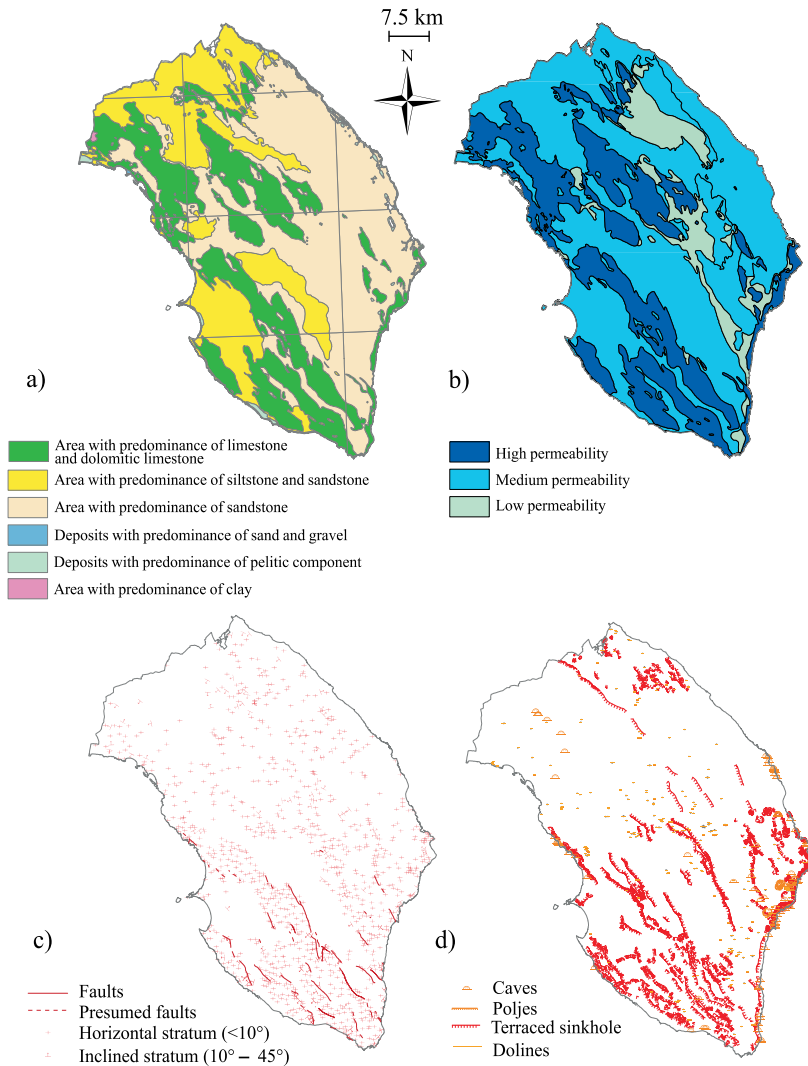 7.5 km
N
a)
b)
Area with predominance of limestone
and dolomitic limestone
Area with predominance of siltstone and sandstone
Area with predominance of sandstone
Deposits with predominance of sand and gravel
Deposits with predominance of pelitic component
Area with predominance of clay
High permeability
Medium permeability
Low permeability
c)
d)
Faults
Presumed faults
Horizontal stratum (<10°)
Inclined stratum (10° – 45°)
Caves
Poljes
Terraced sinkhole
Dolines